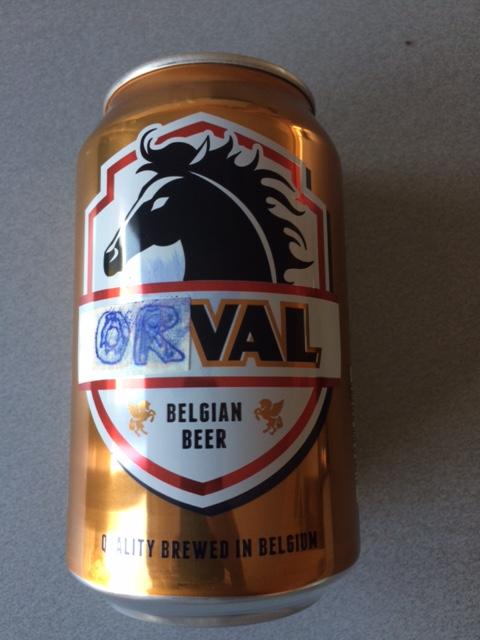 ORVAL
BELGIAN
BEER
QUALITY BREWED IN BELGIUM